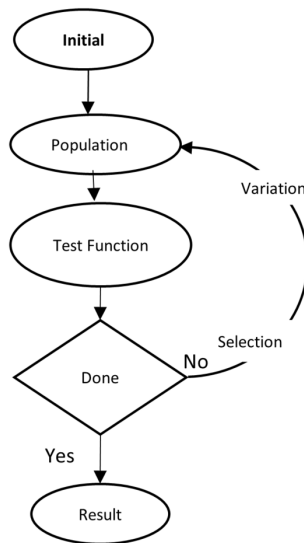 Initial
Population
Variation
Test Function
Selection
No
Done
Yes
Result